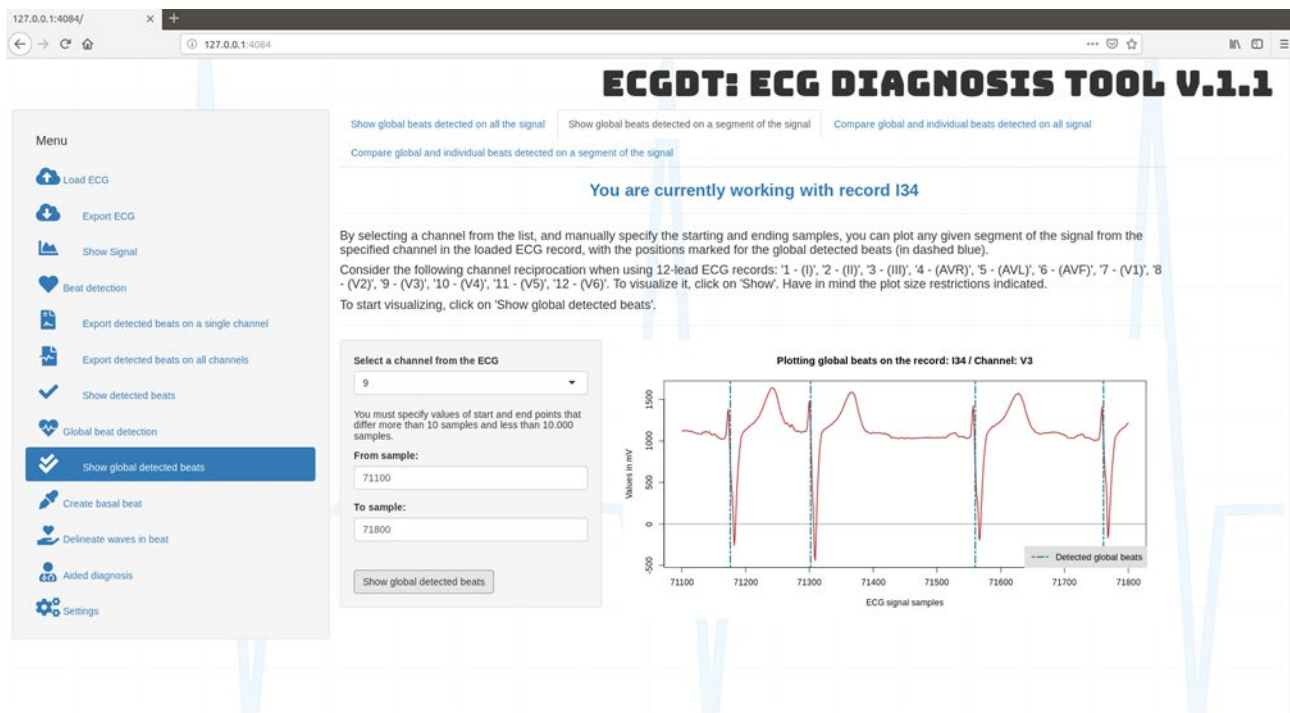 127.0.0.1:4084/
127.0.0.1:4084
ECGDT: ECG DIAGNOSIS TOOL V.1.1
Menu
Load ECG
Export ECG
Show Signal
Beat detection
Export detected beats on a single channel
Export detected beats on all channels
Show detected beats
Global beat detection
Show global detected beats
Create basal beat
Delineate waves in beat
Aided diagnosis
Settings
Show global beats detected on all the signal
Show global beats detected on a segment of the signal
Compare global and individual beats detected on all signal
Compare global and individual beats detected on a segment of the signal
You are currently working with record I34
By selecting a channel from the list, and manually specify the starting and ending samples, you can plot any given segment of the signal from the
specified channel in the loaded ECG record, with the positions marked for the global detected beats (in dashed blue).
Consider the following channel reciprocation when using 12-lead ECG records: '1 - (I)', '2 - (II)', '3 - (III)', '4 - (AVR)', '5 - (AVL)', '6 - (AVF)', '7 - (V1)', '8
- (V2)', '9 - (V3)', '10 - (V4)', '11 - (V5)', '12 - (V6)'. To visualize it, click on 'Show'. Have in mind the plot size restrictions indicated.
To start visualizing, click on 'Show global detected beats'.
Select a channel from the ECG
9
You must specify values of start and end points that
differ more than 10 samples and less than 10.000
samples.
From sample:
71100
To sample:
71800
Show global detected beats
Plotting global beats on the record: I34 / Channel: V3
Values in mV
1500
1000
500
0
-500
Detected global beats
71100 71200 71300 71400 71500 71600 71700 71800
ECG signal samples